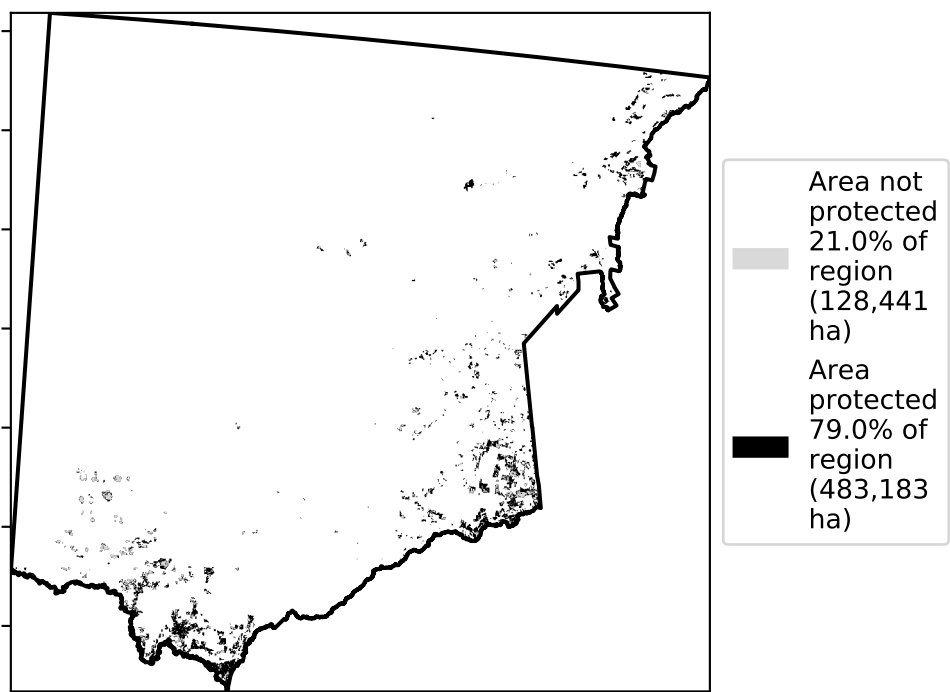 Area not
protected
21.0% of
region
(128,441
ha)
Area
protected
79.0% of
region
(483,183
ha)